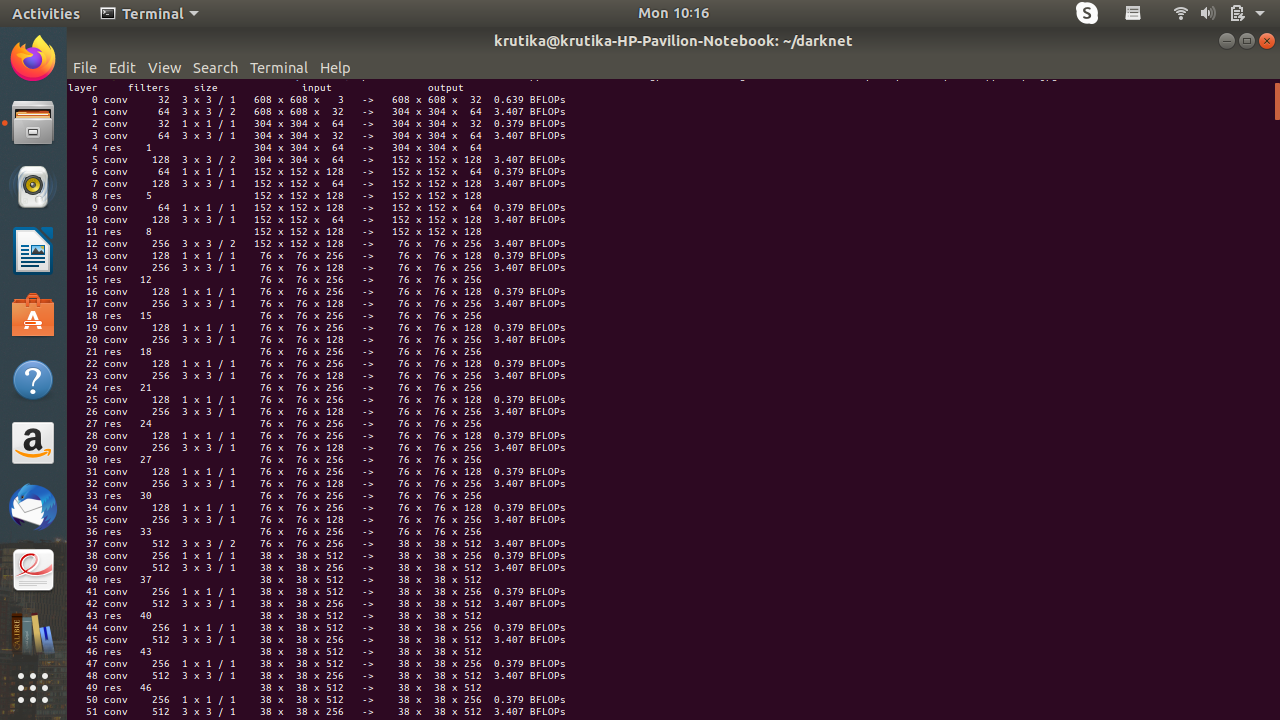 Activities Terminal Mon 10:16
krutika@krutika-HP-Pavilion-Notebook: ~/darknet
File Edit View Search Terminal Help
layer filters size input output
0 conv 32 3 x 3 / 1 608 x 608 x 3 -> 608 x 608 x 32 0.639 BFLOPs
1 conv 64 3 x 3 / 2 608 x 608 x 32 -> 304 x 304 x 64 3.407 BFLOPs
2 conv 32 1 x 1 / 1 304 x 304 x 64 -> 304 x 304 x 32 0.379 BFLOPs
3 conv 64 3 x 3 / 1 304 x 304 x 32 -> 304 x 304 x 64 3.407 BFLOPs
4 res 1 304 x 304 x 64 -> 304 x 304 x 64
5 conv 128 3 x 3 / 2 304 x 304 x 64 -> 152 x 152 x 128 3.407 BFLOPs
6 conv 64 1 x 1 / 1 152 x 152 x 128 -> 152 x 152 x 64 0.379 BFLOPs
7 conv 128 3 x 3 / 1 152 x 152 x 64 -> 152 x 152 x 128 3.407 BFLOPs
8 res 5 152 x 152 x 128 -> 152 x 152 x 128
9 conv 64 1 x 1 / 1 152 x 152 x 128 -> 152 x 152 x 64 0.379 BFLOPs
10 conv 128 3 x 3 / 1 152 x 152 x 64 -> 152 x 152 x 128 3.407 BFLOPs
11 res 8 152 x 152 x 128 -> 152 x 152 x 128
12 conv 256 3 x 3 / 2 152 x 152 x 128 -> 76 x 76 x 256 3.407 BFLOPs
13 conv 128 1 x 1 / 1 76 x 76 x 256 -> 76 x 76 x 128 0.379 BFLOPs
14 conv 256 3 x 3 / 1 76 x 76 x 128 -> 76 x 76 x 256 3.407 BFLOPs
15 res 12 76 x 76 x 256 -> 76 x 76 x 256
16 conv 128 1 x 1 / 1 76 x 76 x 256 -> 76 x 76 x 128 0.379 BFLOPs
17 conv 256 3 x 3 / 1 76 x 76 x 128 -> 76 x 76 x 256 3.407 BFLOPs
18 res 15 76 x 76 x 256 -> 76 x 76 x 256
19 conv 128 1 x 1 / 1 76 x 76 x 256 -> 76 x 76 x 128 0.379 BFLOPs
20 conv 256 3 x 3 / 1 76 x 76 x 128 -> 76 x 76 x 256 3.407 BFLOPs
21 res 18 76 x 76 x 256 -> 76 x 76 x 256
22 conv 128 1 x 1 / 1 76 x 76 x 256 -> 76 x 76 x 128 0.379 BFLOPs
23 conv 256 3 x 3 / 1 76 x 76 x 128 -> 76 x 76 x 256 3.407 BFLOPs
24 res 21 76 x 76 x 256 -> 76 x 76 x 256
25 conv 128 1 x 1 / 1 76 x 76 x 256 -> 76 x 76 x 128 0.379 BFLOPs
26 conv 256 3 x 3 / 1 76 x 76 x 128 -> 76 x 76 x 256 3.407 BFLOPs
27 res 24 76 x 76 x 256 -> 76 x 76 x 256
28 conv 128 1 x 1 / 1 76 x 76 x 256 -> 76 x 76 x 128 0.379 BFLOPs
29 conv 256 3 x 3 / 1 76 x 76 x 128 -> 76 x 76 x 256 3.407 BFLOPs
30 res 27 76 x 76 x 256 -> 76 x 76 x 256
31 conv 128 1 x 1 / 1 76 x 76 x 256 -> 76 x 76 x 128 0.379 BFLOPs
32 conv 256 3 x 3 / 1 76 x 76 x 128 -> 76 x 76 x 256 3.407 BFLOPs
33 res 30 76 x 76 x 256 -> 76 x 76 x 256
34 conv 128 1 x 1 / 1 76 x 76 x 256 -> 76 x 76 x 128 0.379 BFLOPs
35 conv 256 3 x 3 / 1 76 x 76 x 128 -> 76 x 76 x 256 3.407 BFLOPs
36 res 33 76 x 76 x 256 -> 76 x 76 x 256
37 conv 512 3 x 3 / 2 76 x 76 x 256 -> 38 x 38 x 512 3.407 BFLOPs
38 conv 256 1 x 1 / 1 38 x 38 x 512 -> 38 x 38 x 256 0.379 BFLOPs
39 conv 512 3 x 3 / 1 38 x 38 x 256 -> 38 x 38 x 512 3.407 BFLOPs
40 res 37 38 x 38 x 512 -> 38 x 38 x 512
41 conv 256 1 x 1 / 1 38 x 38 x 512 -> 38 x 38 x 256 0.379 BFLOPs
42 conv 512 3 x 3 / 1 38 x 38 x 256 -> 38 x 38 x 512 3.407 BFLOPs
43 res 40 38 x 38 x 512 -> 38 x 38 x 512
44 conv 256 1 x 1 / 1 38 x 38 x 512 -> 38 x 38 x 256 0.379 BFLOPs
45 conv 512 3 x 3 / 1 38 x 38 x 256 -> 38 x 38 x 512 3.407 BFLOPs
46 res 43 38 x 38 x 512 -> 38 x 38 x 512
47 conv 256 1 x 1 / 1 38 x 38 x 512 -> 38 x 38 x 256 0.379 BFLOPs
48 conv 512 3 x 3 / 1 38 x 38 x 256 -> 38 x 38 x 512 3.407 BFLOPs
49 res 46 38 x 38 x 512 -> 38 x 38 x 512
50 conv 256 1 x 1 / 1 38 x 38 x 512 -> 38 x 38 x 256 0.379 BFLOPs
51 conv 512 3 x 3 / 1 38 x 38 x 256 -> 38 x 38 x 512 3.407 BFLOPs